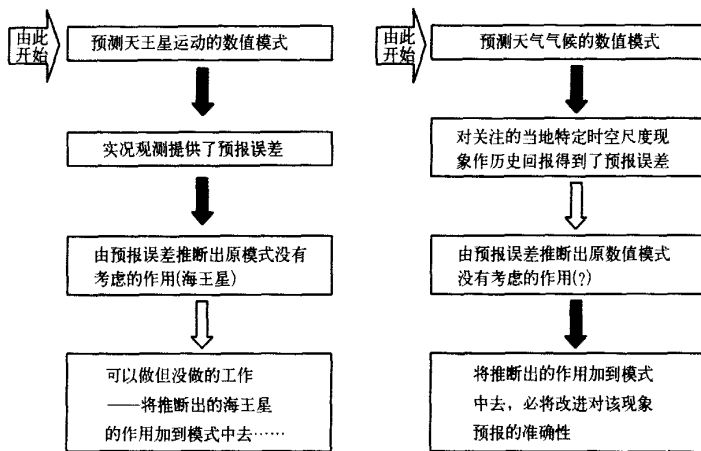 由此
开始
预测天王星运动的数值模式
实况观测提供了预报误差
由预报误差推断出原模式没有
考虑的作用(海王星)
可以做但没做的工作
——将推断出的海王星
的作用加到模式中去……
由此
开始
预测天气气候的数值模式
对关注的当地特定时空尺度现
象作历史回报得到了预报误差
由预报误差推断出原数值模式
没有考虑的作用(?)
将推断出的作用加到模式
中去，必将改进对该现象
预报的准确性